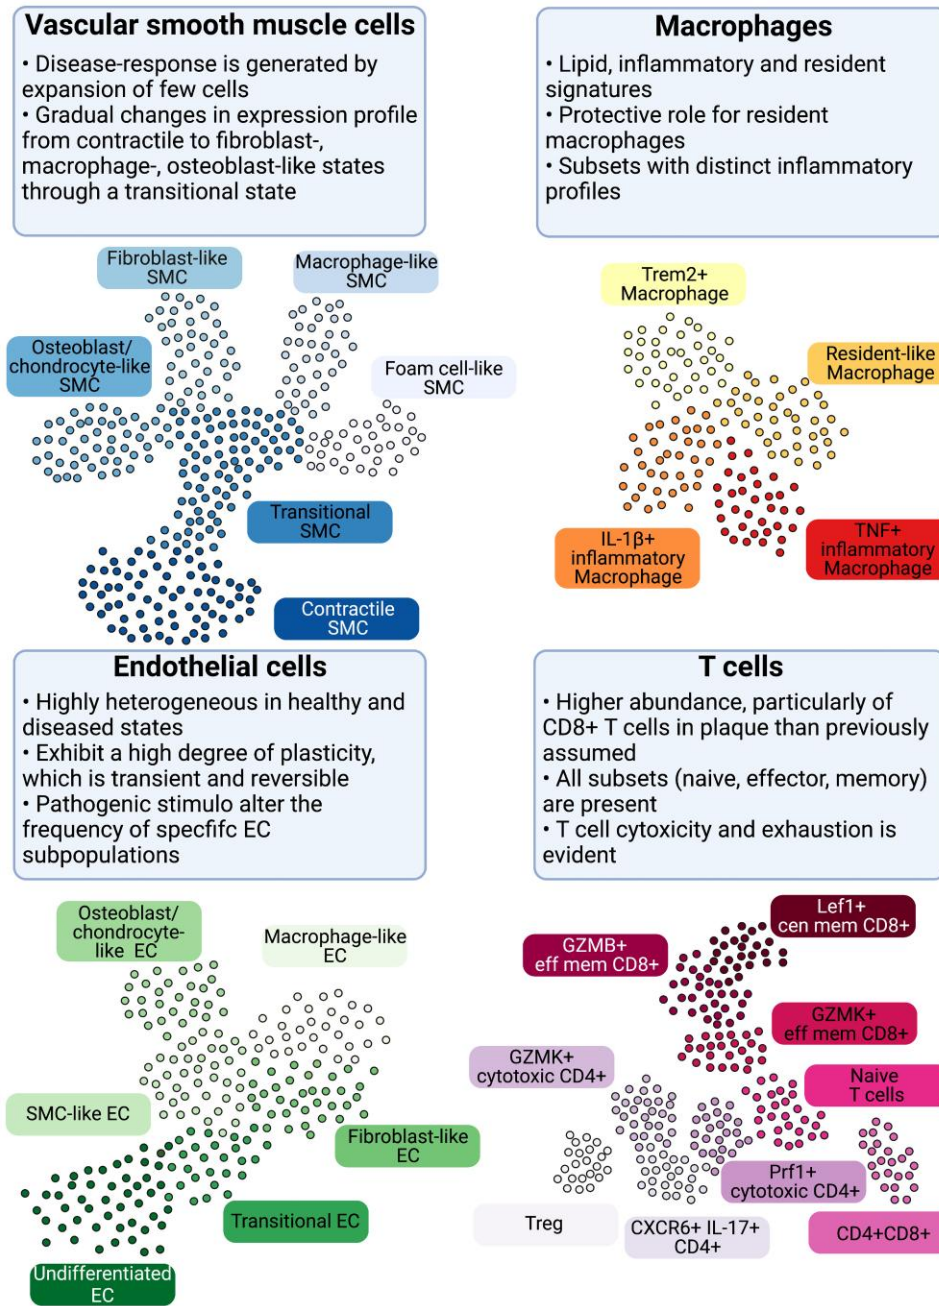 Vascular smooth muscle cells
• Disease-response is generated by
expansion of few cells
• Gradual changes in expression profile
from contractile to fibroblast-,
macrophage-, osteoblast-like states
through a transitional state
Macrophages
• Lipid, inflammatory and resident
signatures
• Protective role for resident
macrophages
• Subsets with distinct inflammatory
profiles
Fibroblast-like
SMC
Macrophage-like
SMC
Osteoblast/
chondrocyte-like
SMC
Foam cell-like
SMC
Transitional
SMC
Contractile
SMC
Trem2+
Macrophage
Resident-like
Macrophage
IL-1β+
inflammatory
Macrophage
TNF+
inflammatory
Macrophage
Endothelial cells
• Highly heterogeneous in healthy and
diseased states
• Exhibit a high degree of plasticity,
which is transient and reversible
• Pathogenic stimulo alter the
frequency of specfifc EC
subpopulations
T cells
• Higher abundance, particularly of
CD8+ T cells in plaque than previously
assumed
• All subsets (naive, effector, memory)
are present
• T cell cytoxicity and exhaustion is
evident
Osteoblast/
chondrocyte-
like EC
Macrophage-like
EC
SMC-like EC
Fibroblast-like
EC
Transitional EC
Undifferentiated
EC
Lef1+
cen mem CD8+
GZMB+
eff mem CD8+
GZMK+
eff mem CD8+
GZMK+
cytotoxic CD4+
Naive
T cells
Prf1+
cytotoxic CD4+
Treg
CXCR6+ IL-17+
CD4+
CD4+CD8+